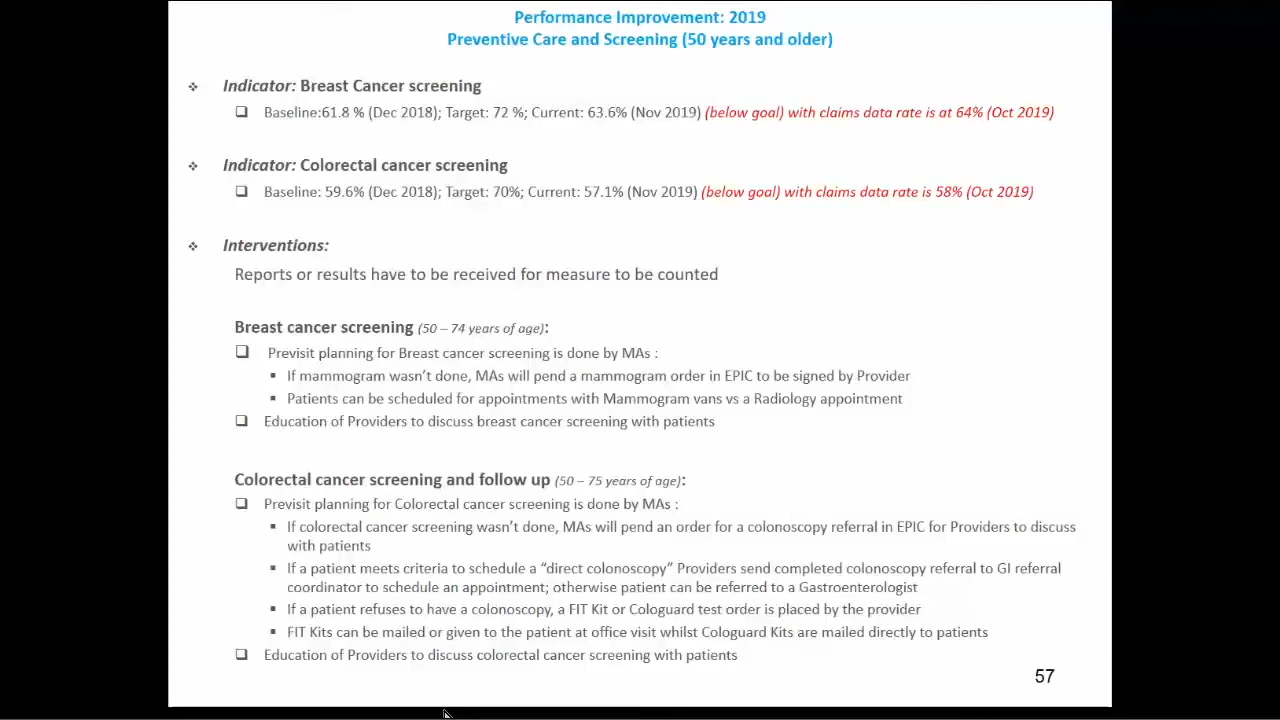 Performance Improvement: 2019
Preventive Care and Screening (50 years and older)
Indicator: Breast Cancer screening
Baseline:61.8 % (Dec 2018); Target: 72 %; Current: 63.6% (Nov 2019) (below goal) with claims data rate is at 64% (Oct 2019)
Indicator: Colorectal cancer screening
Baseline: 59.6% (Dec 2018); Target: 70%; Current: 57.1% (Nov 2019) (below goal) with claims data rate is 58% (Oct 2019)
Interventions:
Reports or results have to be received for measure to be counted
Breast cancer screening (50 – 74 years of age):
Previsit planning for Breast cancer screening is done by MAs :
If mammogram wasn't done, MAs will pend a mammogram order in EPIC to be signed by Provider
Patients can be scheduled for appointments with Mammogram vans vs a Radiology appointment
Education of Providers to discuss breast cancer screening with patients
Colorectal cancer screening and follow up (50 – 75 years of age):
Previsit planning for Colorectal cancer screening is done by MAs :
If colorectal cancer screening wasn't done, MAs will pend an order for a colonoscopy referral in EPIC for Providers to discuss
with patients
If a patient meets criteria to schedule a “direct colonoscopy” Providers send completed colonoscopy referral to GI referral
coordinator to schedule an appointment; otherwise patient can be referred to a Gastroenterologist
If a patient refuses to have a colonoscopy, a FIT Kit or Cologuard test order is placed by the provider
FIT Kits can be mailed or given to the patient at office visit whilst Cologuard Kits are mailed directly to patients
Education of Providers to discuss colorectal cancer screening with patients
57